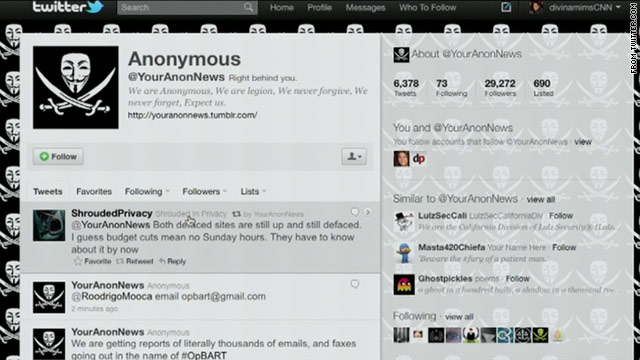 twitter
Search
Home Profile Messages Who To Follow
divinamimsCNN
FROM TWITTER.COM
Anonymous
@YourAnonNews Right behind you.
We are Anonymous, We are legion, We never forgive, We
never forget, Expect us.
http://youranonnews.tumblr.com/
Follow
Tweets Favorites Following Followers Lists
ShroudedPrivacy Shrouded In Privacy by YourAnonNews
@YourAnonNews Both defaced sites are still up and still defaced.
I guess budget cuts mean no Sunday hours. They have to know
about it by now
Favorite Retweet Reply
YourAnonNews
@RoodrigoMooca email opbart@gmail.com
2 minutes ago
YourAnonNews
We are getting reports of literally thousands of emails, and faxes
going out in the name of #OpBART
About @YourAnonNews
6,378 73 29,272 690
Tweets Following Followers Listed
You and @YourAnonNews
You follow accounts that follow @YourAnonNews · view
dp
Similar to @YourAnonNews · view all
LulzSecCali LulzSecCaliforniaDiv · Follow
We are the California Division of Lulz Security®
Masta420Chiefa Your Name Here · Follow
'Beware the fury of a patient man.
Ghostpickles poems · Follow
a ghost in a hundred halls, a shadow in a thousand
Following · view all